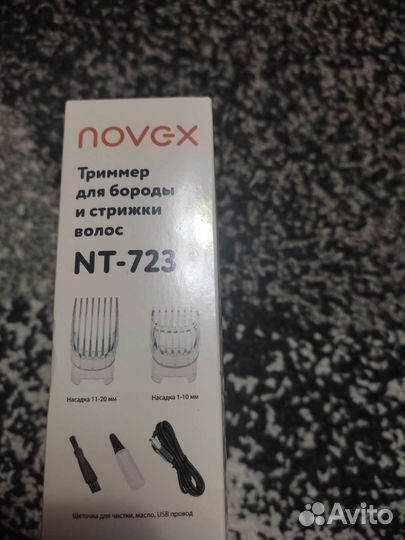 novex
Триммер
для бороды
и стрижки
волос
NT-723
Насадка 11-20 мм
Насадка 1-10 мм
Щеточка для чистки, масло, USB провод
Avito